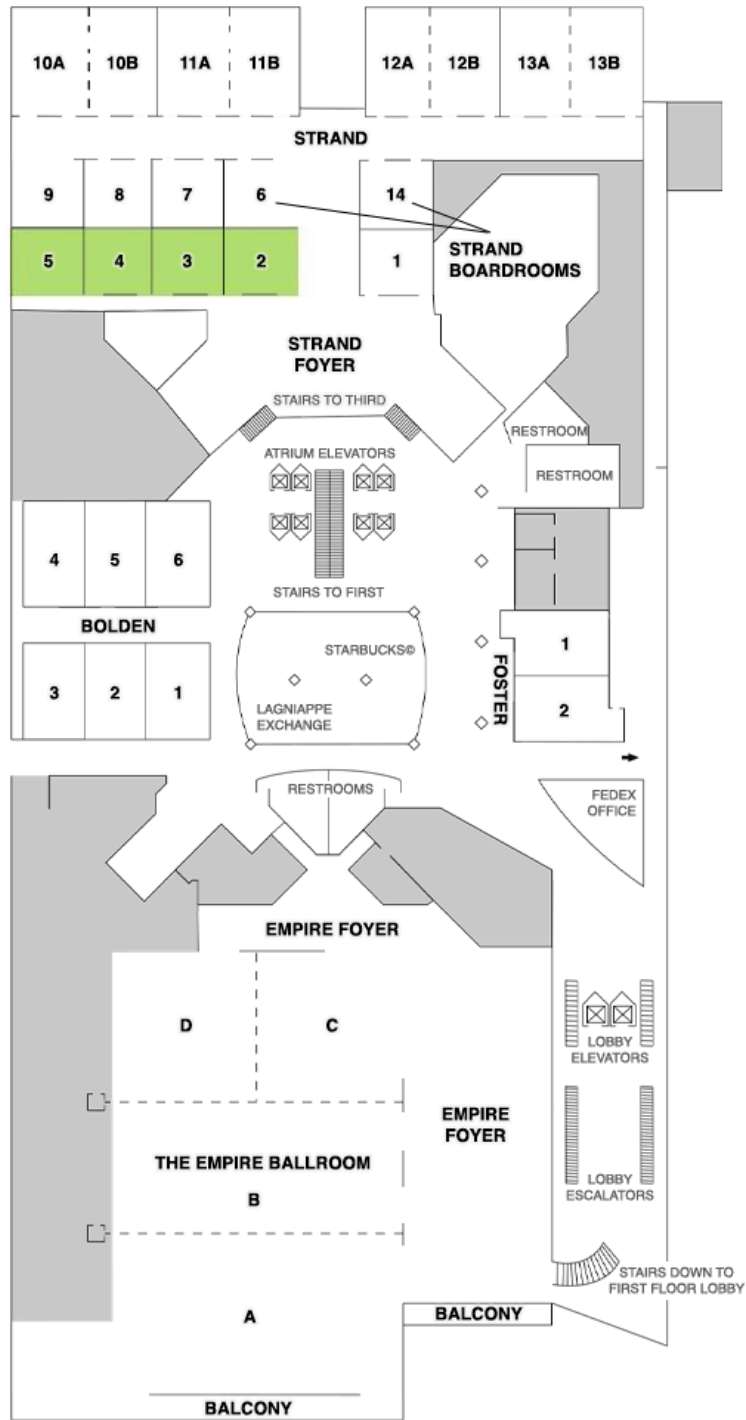 10A 10B 11A 11B 12A 12B 13A 13B
STRAND
9 8 7 6 14
STRAND
BOARDROOMS
5 4 3 2 1
STRAND
FOYER
STAIRS TO THIRD
RESTROOM
ATRIUM ELEVATORS
RESTROOM
4 5 6
STAIRS TO FIRST
BOLDEN
1
STARBUCKS©
FOSTER
3 2 1
LAGNIAPPE
EXCHANGE
2
RESTROOMS
FEDEX
OFFICE
EMPIRE FOYER
D C
LOBBY
ELEVATORS
EMPIRE
FOYER
THE EMPIRE BALLROOM
B
LOBBY
ESCALATORS
STAIRS DOWN TO
FIRST FLOOR LOBBY
A
BALCONY
BALCONY